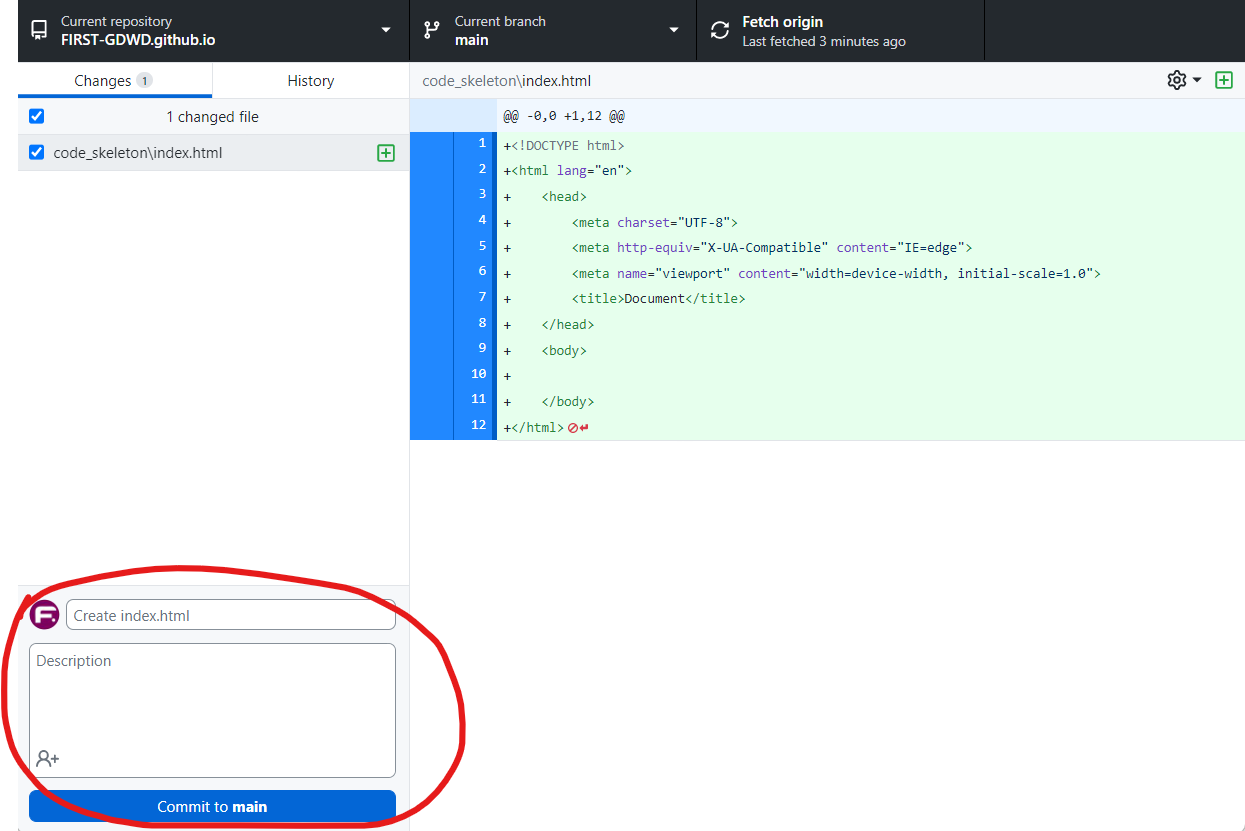 Current repository
FIRST-GDWD.github.io
Current branch
main
Fetch origin
Last fetched 3 minutes ago
Changes 1
History
code_skeleton\index.html
1 changed file
code_skeleton\index.html
@@ -0,0 +1,12 @@
1 +<!DOCTYPE html>
2 +<html lang="en">
3 +    <head>
4 +        <meta charset="UTF-8">
5 +        <meta http-equiv="X-UA-Compatible" content="IE=edge">
6 +        <meta name="viewport" content="width=device-width, initial-scale=1.0">
7 +        <title>Document</title>
8 +    </head>
9 +    <body>
10 +
11 +    </body>
12 +</html>
F
Create index.html
Description
Commit to main